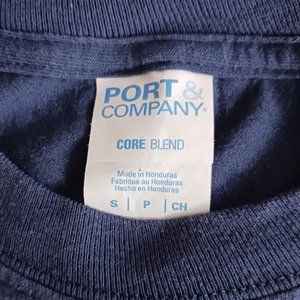 PORT &
COMPANY®
CORE BLEND
Made in Honduras
Fabriqué au Honduras
Hecho en Honduras
S | P | CH